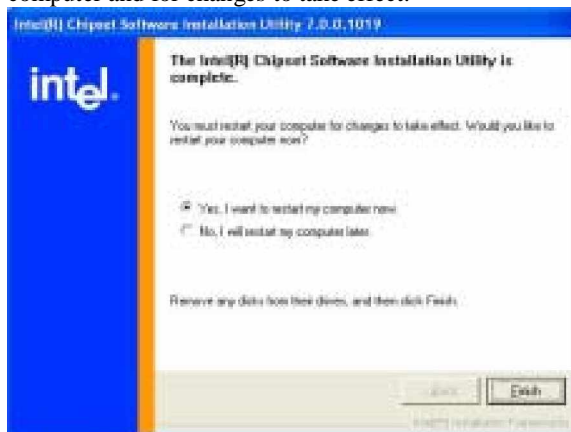 computer and for changes to take effect.
Intel(R) Chipset Software Installation Utility 7.0.0.1019
intel.
The Intel(R) Chipset Software Installation Utility is
complete.
You must restart your computer for changes to take effect. Would you like to
restart your computer now?
Yes, I want to restart my computer now.
No, I will restart my computer later.
Remove any disks from their drives, and then click Finish.
< Back
Finish
Intel(R) Installation Frameworks